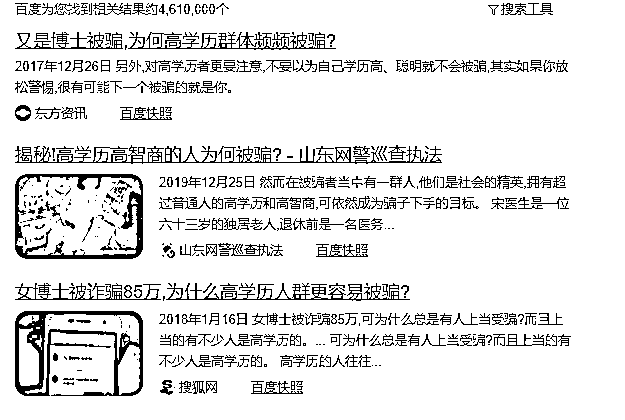 百度为您找到相关结果约4,610,000个 搜索工具
又是博士被骗,为何高学历群体频频被骗?
2017年12月26日 另外,对高学历者更要注意,不要以为自己学历高、聪明就不会被骗,其实如果你放
松警惕,很有可能下一个被骗的就是你。
东方资讯 百度快照
揭秘!高学历高智商的人为何被骗? - 山东网警巡查执法
2019年12月25日 然而在被骗者当中有一群人,他们是社会的精英,拥有超
过普通人的高学历和高智商,可依然成为骗子下手的目标。 宋医生是一位
六十三岁的独居老人,退休前是一名医务...
山东网警巡查执法 百度快照
女博士被诈骗85万,为什么高学历人群更容易被骗?
2018年1月16日 女博士被诈骗85万,可为什么总是有人上当受骗?而且上
当的有不少人是高学历的。... 可为什么总是有人上当受骗?而且上当的有
不少人是高学历的。 高学历的人往往...
搜狐网 百度快照